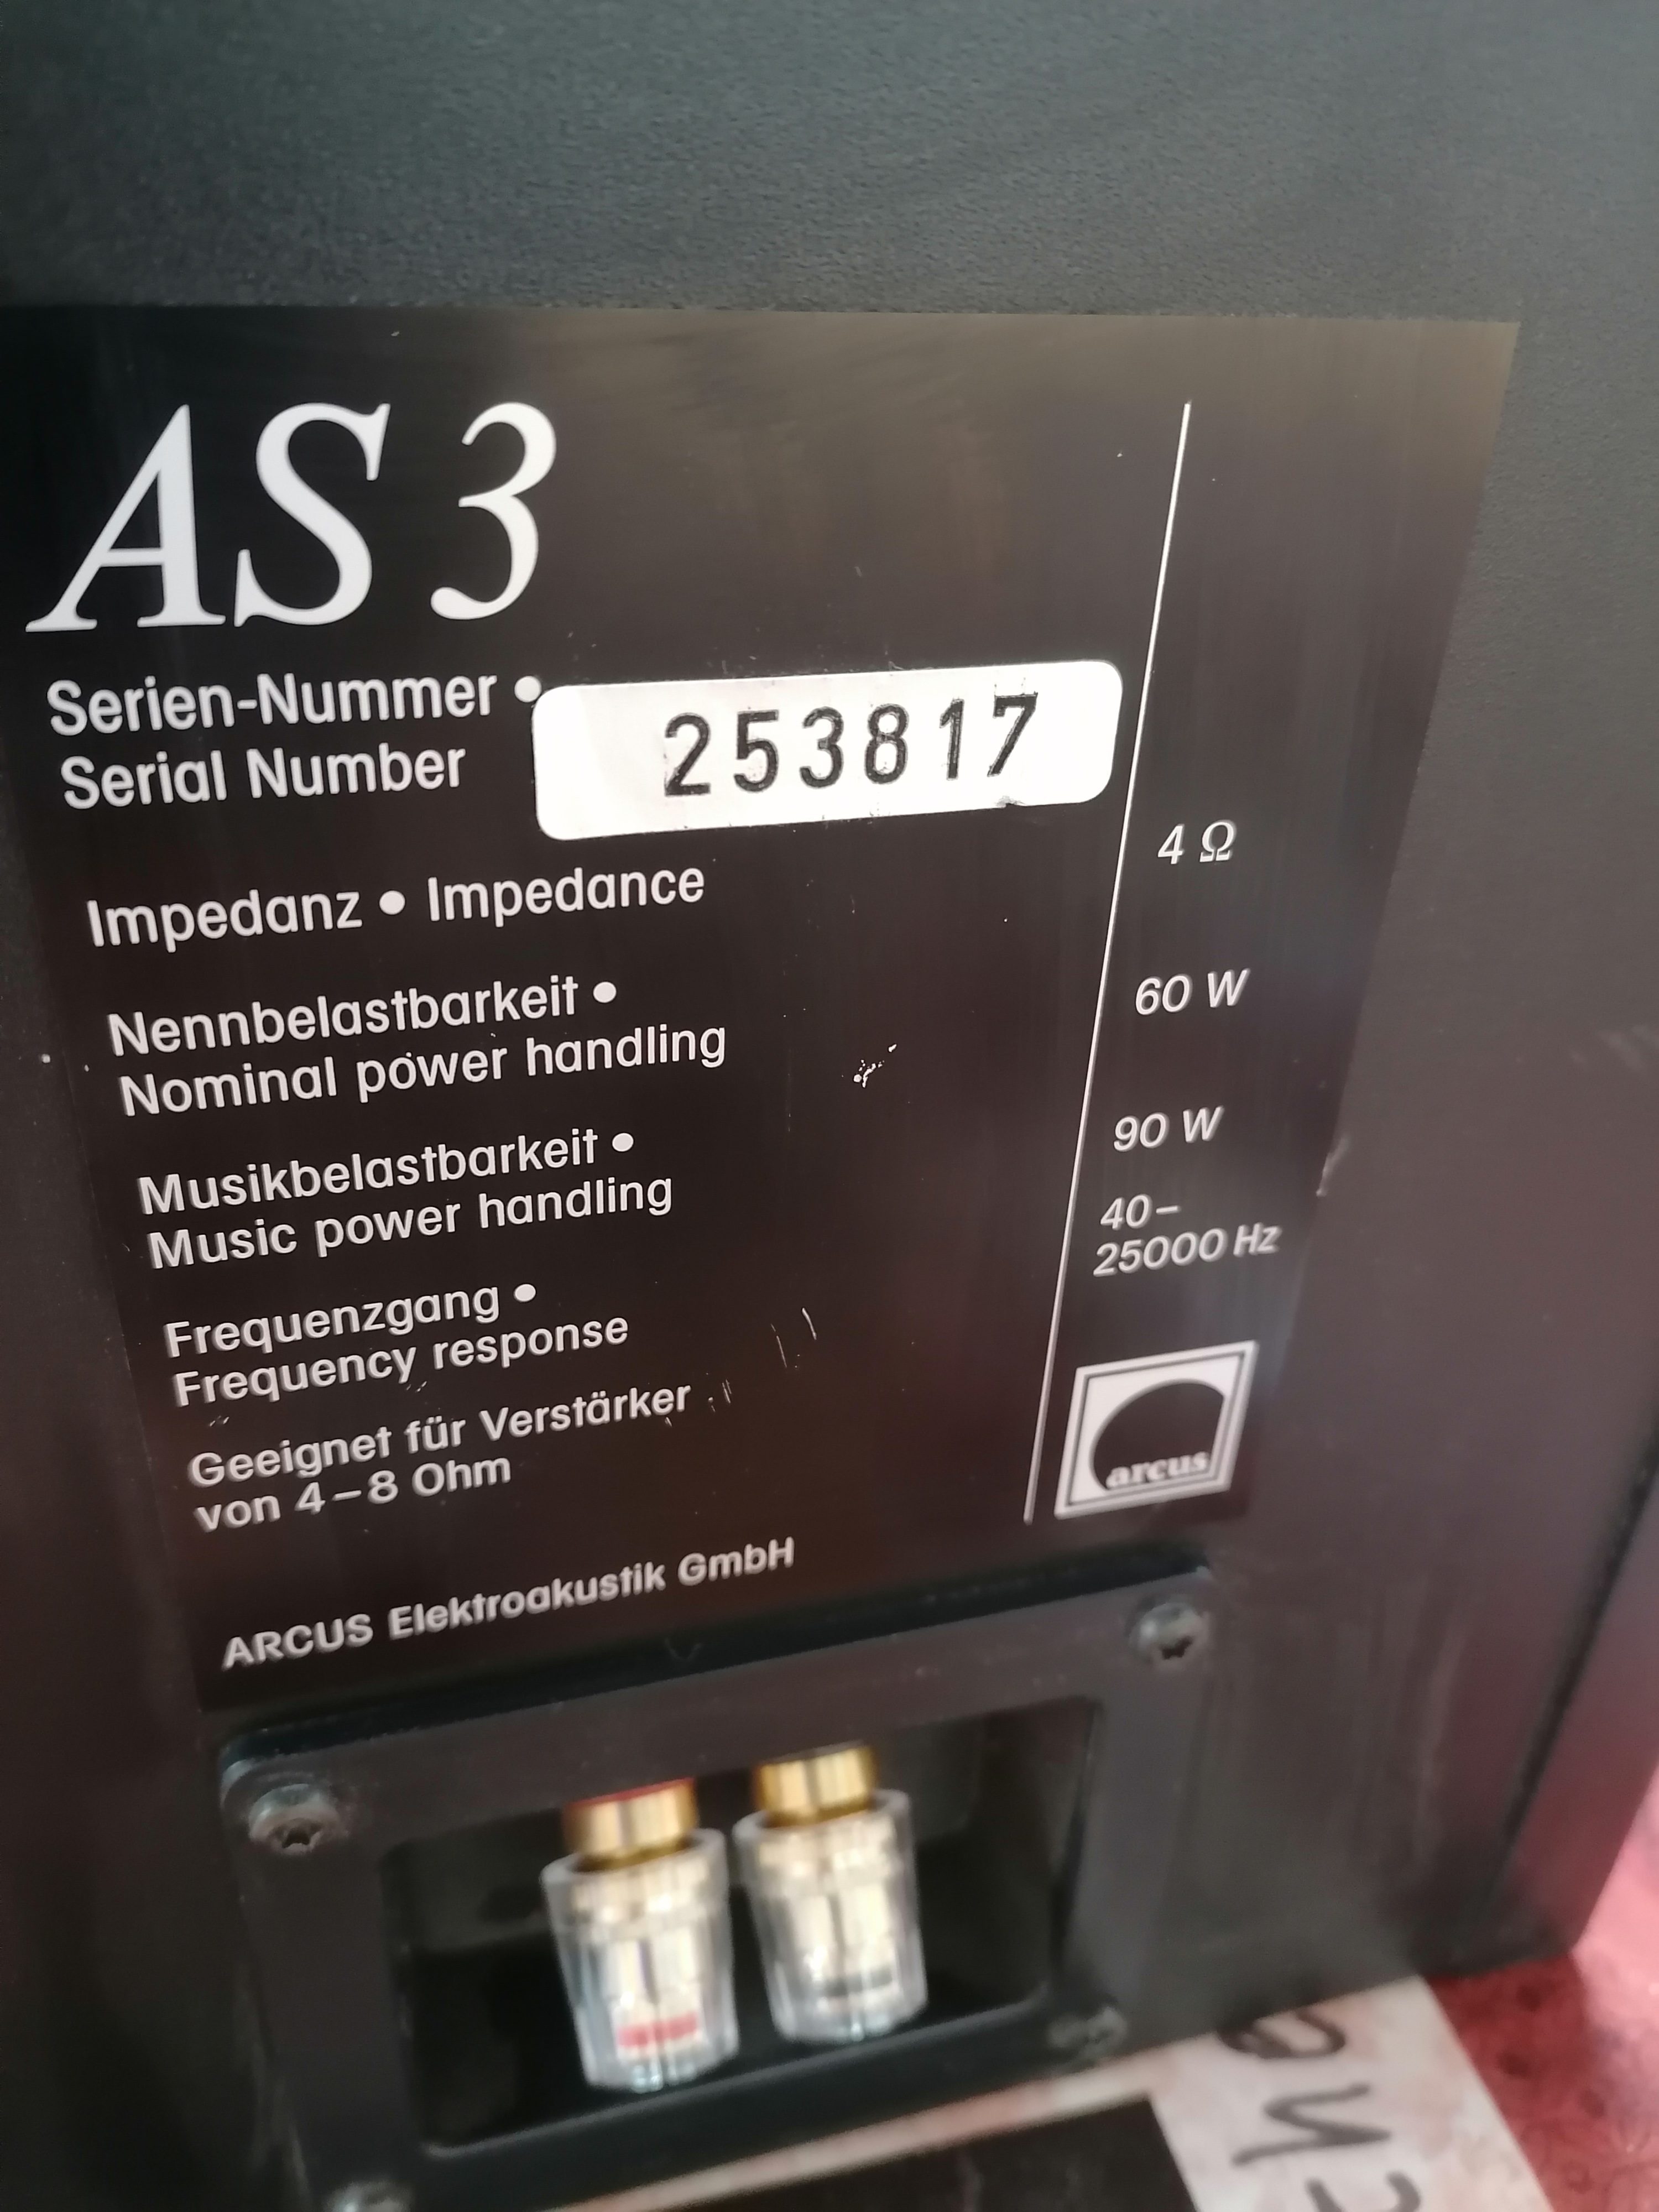 AS 3
Serien-Nummer •
Serial Number
253817
Impedanz • Impedance
4 Ω
Nennbelastbarkeit •
Nominal power handling
60 W
Musikbelastbarkeit •
Music power handling
90 W
Frequenzgang •
Frequency response
40–
25000 Hz
Geeignet für Verstärker
von 4–8 Ohm
arcus
ARCUS Elektroakustik GmbH